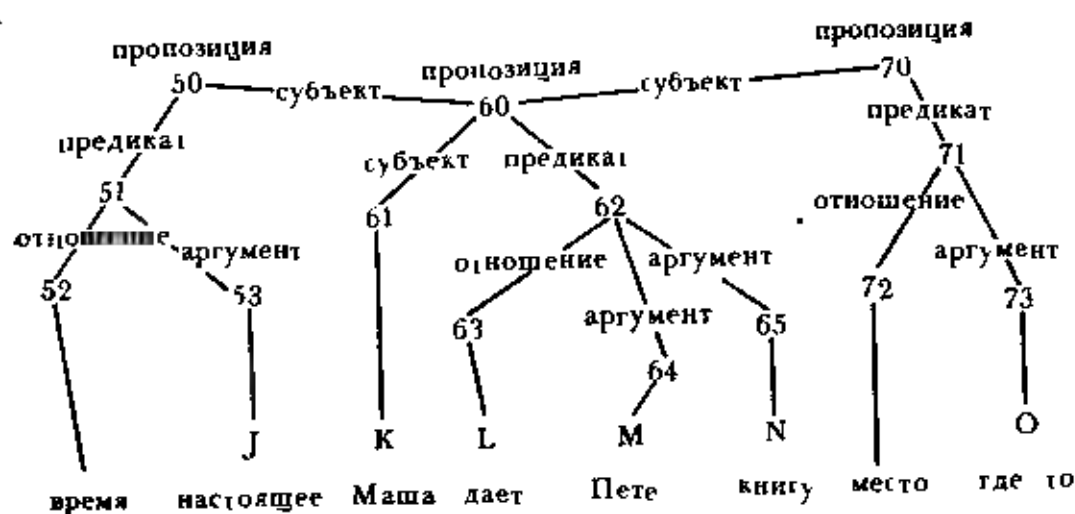 пропозиция пропозиция пропозиция
50 субъект 60 субъект 70
предикат субъект предикат предикат
51 61 62 71
отношение аргумент отношение аргумент отношение аргумент
52 53 63 аргумент 65 72 73
64
J K L M N O
время настоящее Маша дает Пете книгу место где то